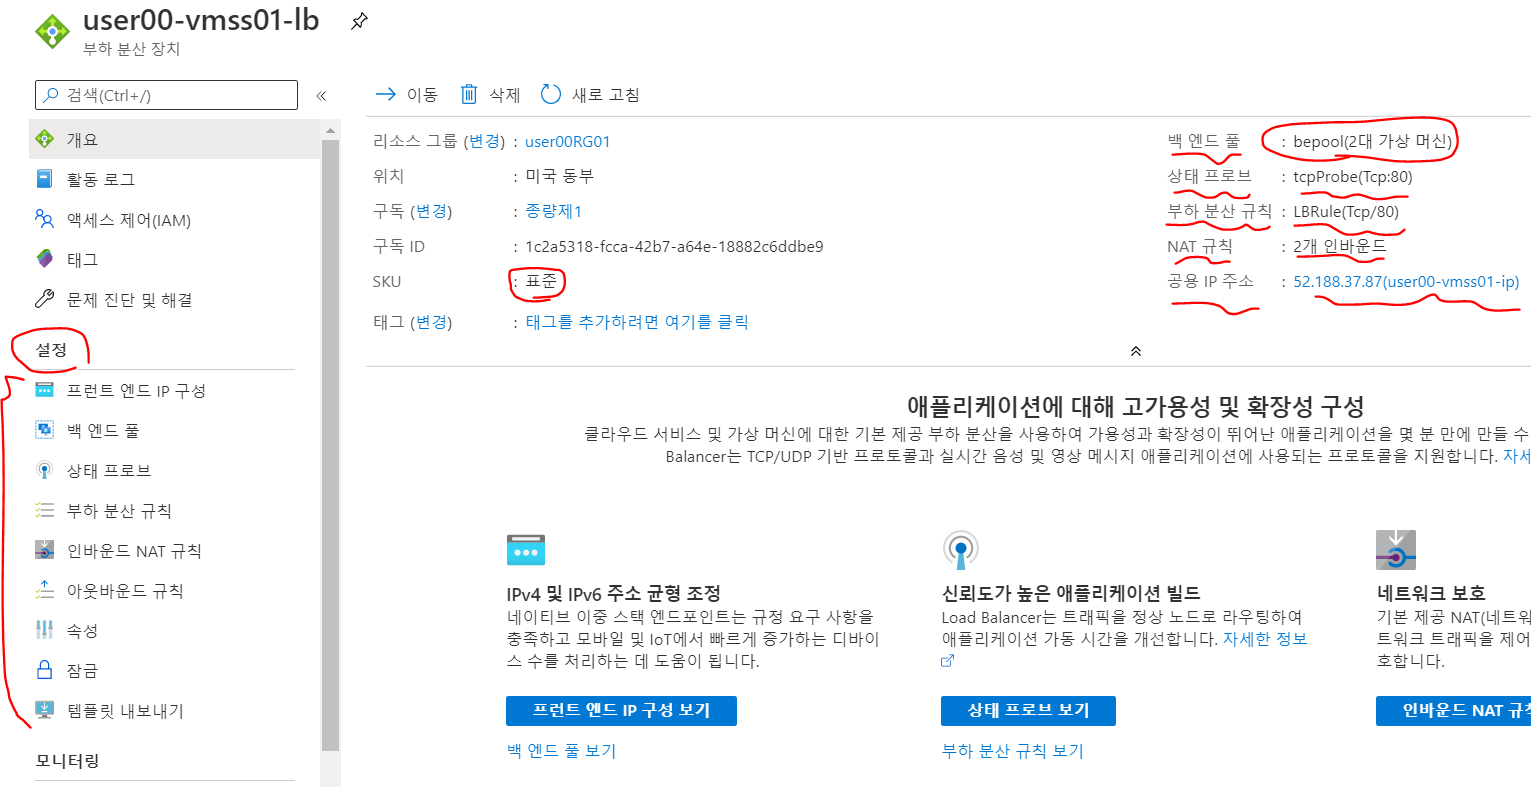 user00-vmss01-lb
부하 분산 장치
검색(Ctrl+/)
개요
활동 로그
액세스 제어(IAM)
태그
문제 진단 및 해결
설정
프런트 엔드 IP 구성
백 엔드 풀
상태 프로브
부하 분산 규칙
인바운드 NAT 규칙
아웃바운드 규칙
속성
잠금
템플릿 내보내기
모니터링
이동 삭제 새로 고침
리소스 그룹 (변경) : user00RG01
위치 : 미국 동부
구독 (변경) : 종량제1
구독 ID : 1c2a5318-fcca-42b7-a64e-18882c6ddbe9
SKU : 표준
태그 (변경) : 태그를 추가하려면 여기를 클릭
백 엔드 풀 : bepool(2대 가상 머신)
상태 프로브 : tcpProbe(Tcp:80)
부하 분산 규칙 : LBRule(Tcp/80)
NAT 규칙 : 2개 인바운드
공용 IP 주소 : 52.188.37.87(user00-vmss01-ip)
애플리케이션에 대해 고가용성 및 확장성 구성
클라우드 서비스 및 가상 머신에 대한 기본 제공 부하 분산을 사용하여 가용성과 확장성이 뛰어난 애플리케이션을 몇 분 만에 만들 수
Balancer는 TCP/UDP 기반 프로토콜과 실시간 음성 및 영상 메시지 애플리케이션에 사용되는 프로토콜을 지원합니다. 자세
IPv4 및 IPv6 주소 균형 조정
네이티브 이중 스택 엔드포인트는 규정 요구 사항을
충족하고 모바일 및 IoT에서 빠르게 증가하는 디바이
스 수를 처리하는 데 도움이 됩니다.
프런트 엔드 IP 구성 보기
백 엔드 풀 보기
신뢰도가 높은 애플리케이션 빌드
Load Balancer는 트래픽을 정상 노드로 라우팅하여
애플리케이션 가동 시간을 개선합니다. 자세한 정보
상태 프로브 보기
부하 분산 규칙 보기
네트워크 보호
기본 제공 NAT(네트워
트워크 트래픽을 제어
호합니다.
인바운드 NAT 규칙